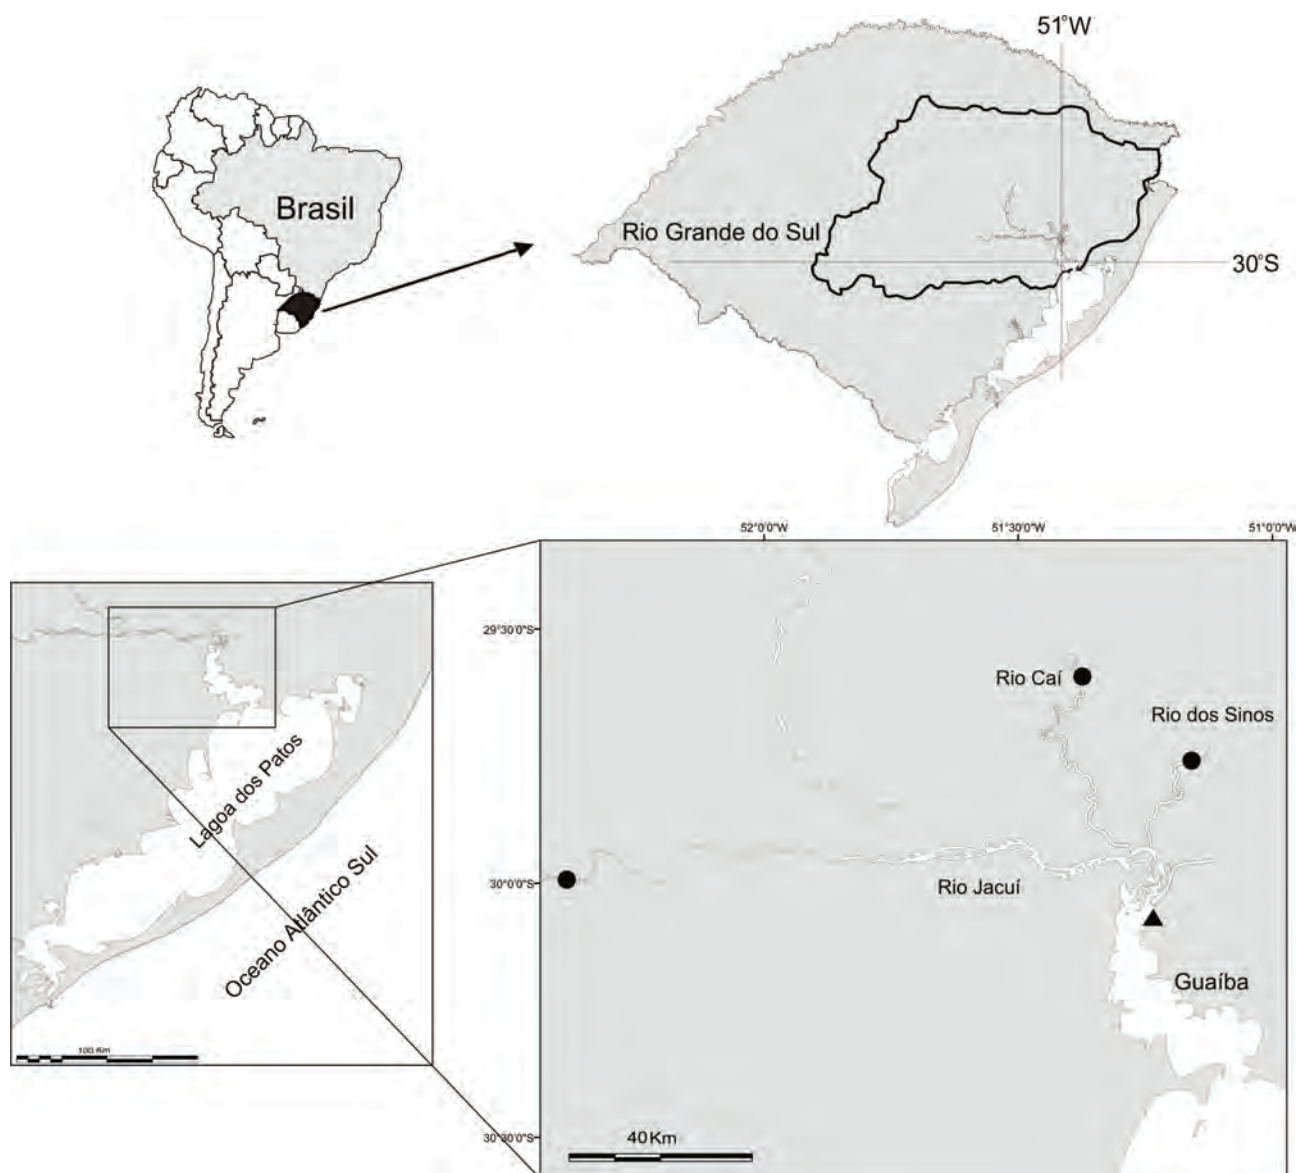 51°W
Brasil
Rio Grande do Sul
30°S
52°0'0"W
51°30'0"W
51°0'0"W
29°30'0"S
Rio Caí
Rio dos Sinos
Lagoa dos Patos
30°0'0"S
Rio Jacuí
Oceano Atlântico Sul
Guaíba
100 Km
30°30'0"S
40 Km